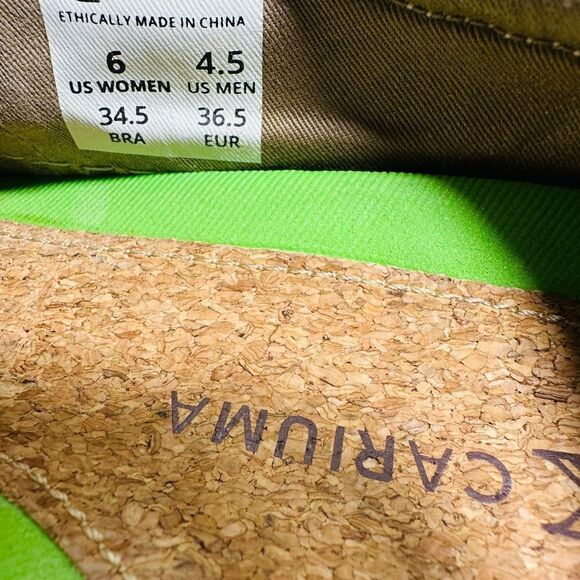 ETHICALLY MADE IN CHINA
6 4.5
US WOMEN US MEN
34.5 36.5
BRA EUR
CARIUMA